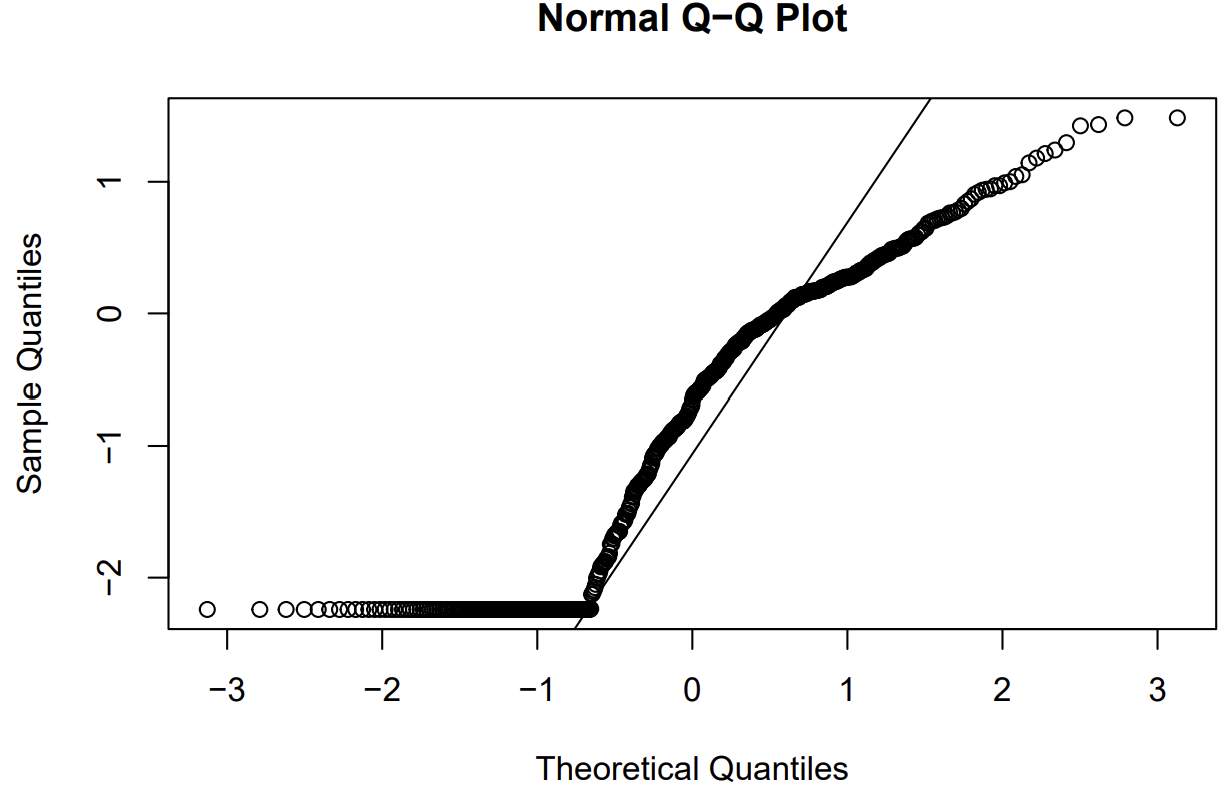 Normal Q−Q Plot
Sample Quantiles
1
0
−1
−2
−3 −2 −1 0 1 2 3
Theoretical Quantiles